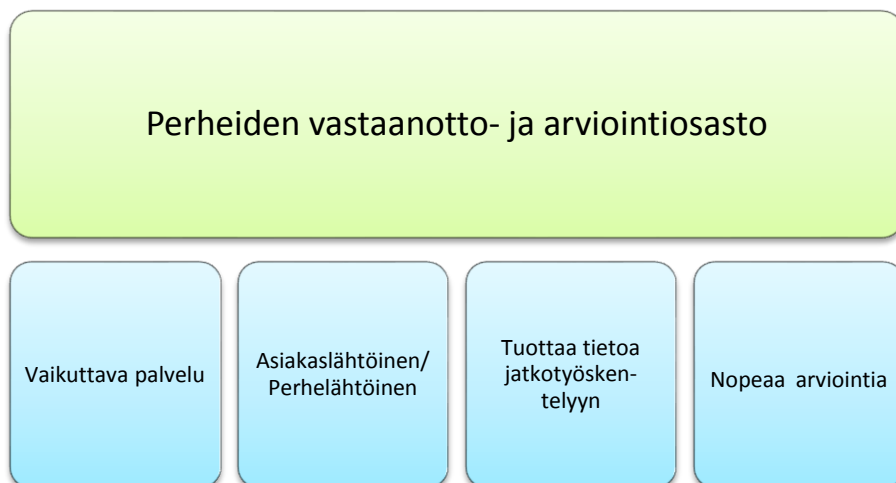 Perheiden vastaanotto- ja arviointiosasto
Vaikuttava palvelu
Asiakaslähtöinen/
Perhelähtöinen
Tuottaa tietoa
jatkotyösken-
telyyn
Nopeaa arviointia